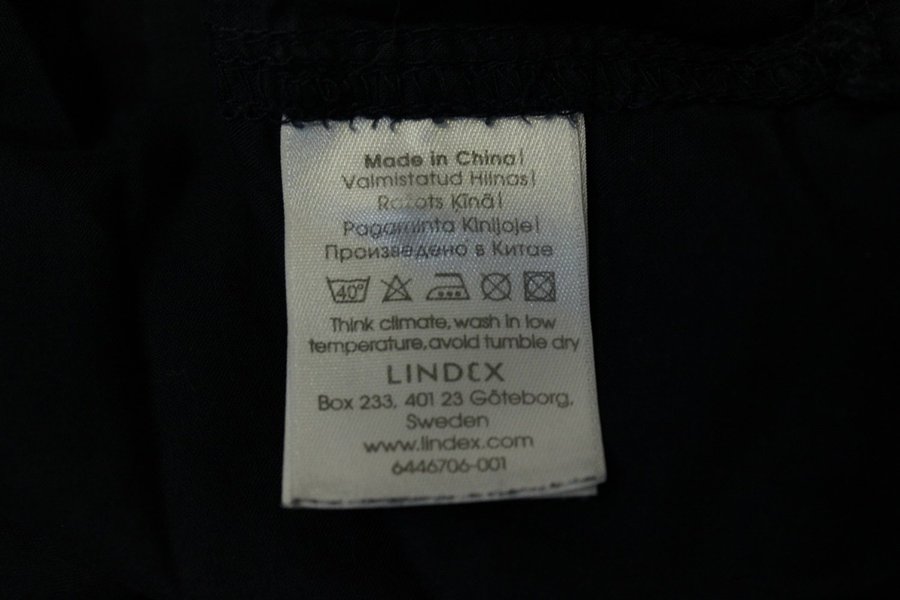 Made in China/
Valmistatud Hiinas/
Ražots Ķīnā/
Pagaminta Kinijoje/
Произведено в Китае
40°
Think climate, wash in low
temperature, avoid tumble dry
LINDEX
Box 233, 401 23 Göteborg,
Sweden
www.lindex.com
6446706-001